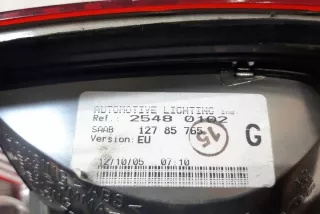 AUTOMOTIVE LIGHTING
Ref.: 2548 0102
SAAB 127 85 765
Version: EU
15
G
12/10/05 07:10